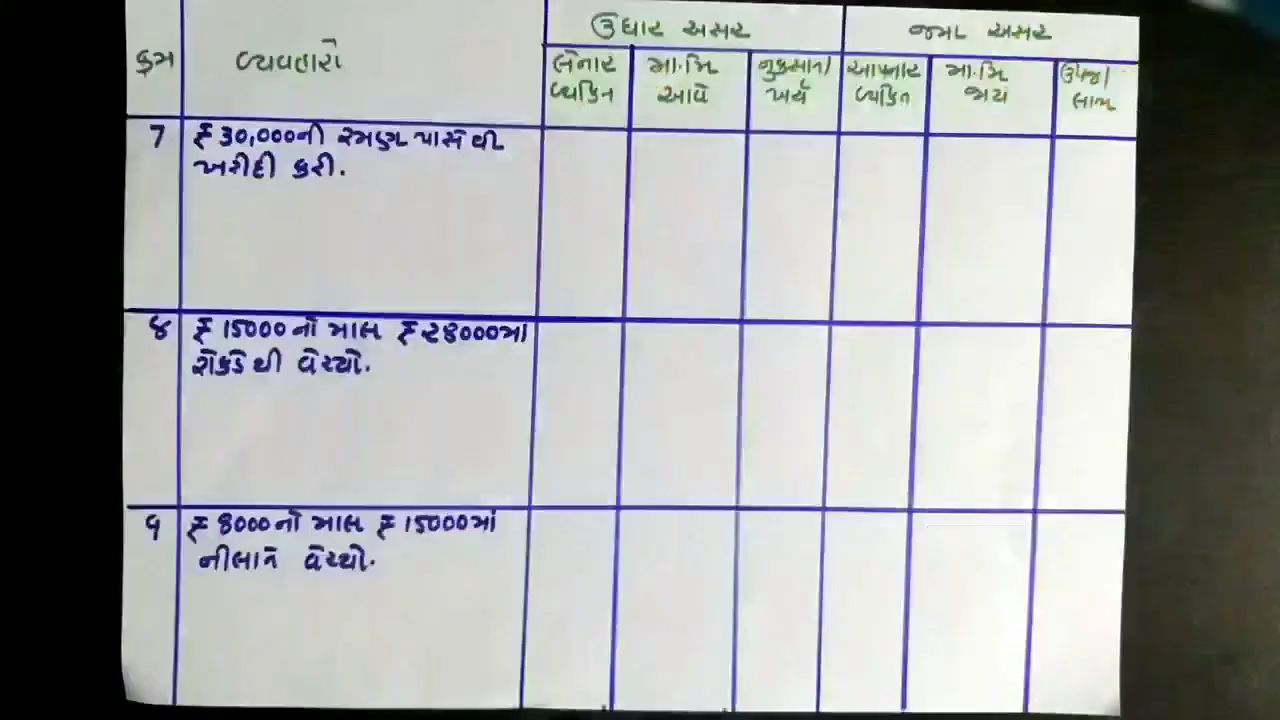 ઉધાર અસર
જમા અસર
ક્રમ
વ્યવહારો
લેનાર
વ્યકિત
મા.મિ
આવે
નુકસાન/
ખર્ચ
આપનાર
વ્યકિત
મા.મિ
જાય
ઉપજ/
લાભ
7 ₹ 30,000ની રમણ પાસેથી
ખરીદી કરી.
8 ₹ 15000નો માલ ₹ ૨8000માં
રોકડેથી વેચ્યો.
9 ₹ 8000નો માલ ₹ 15000માં
નીલાને વેચ્યો.